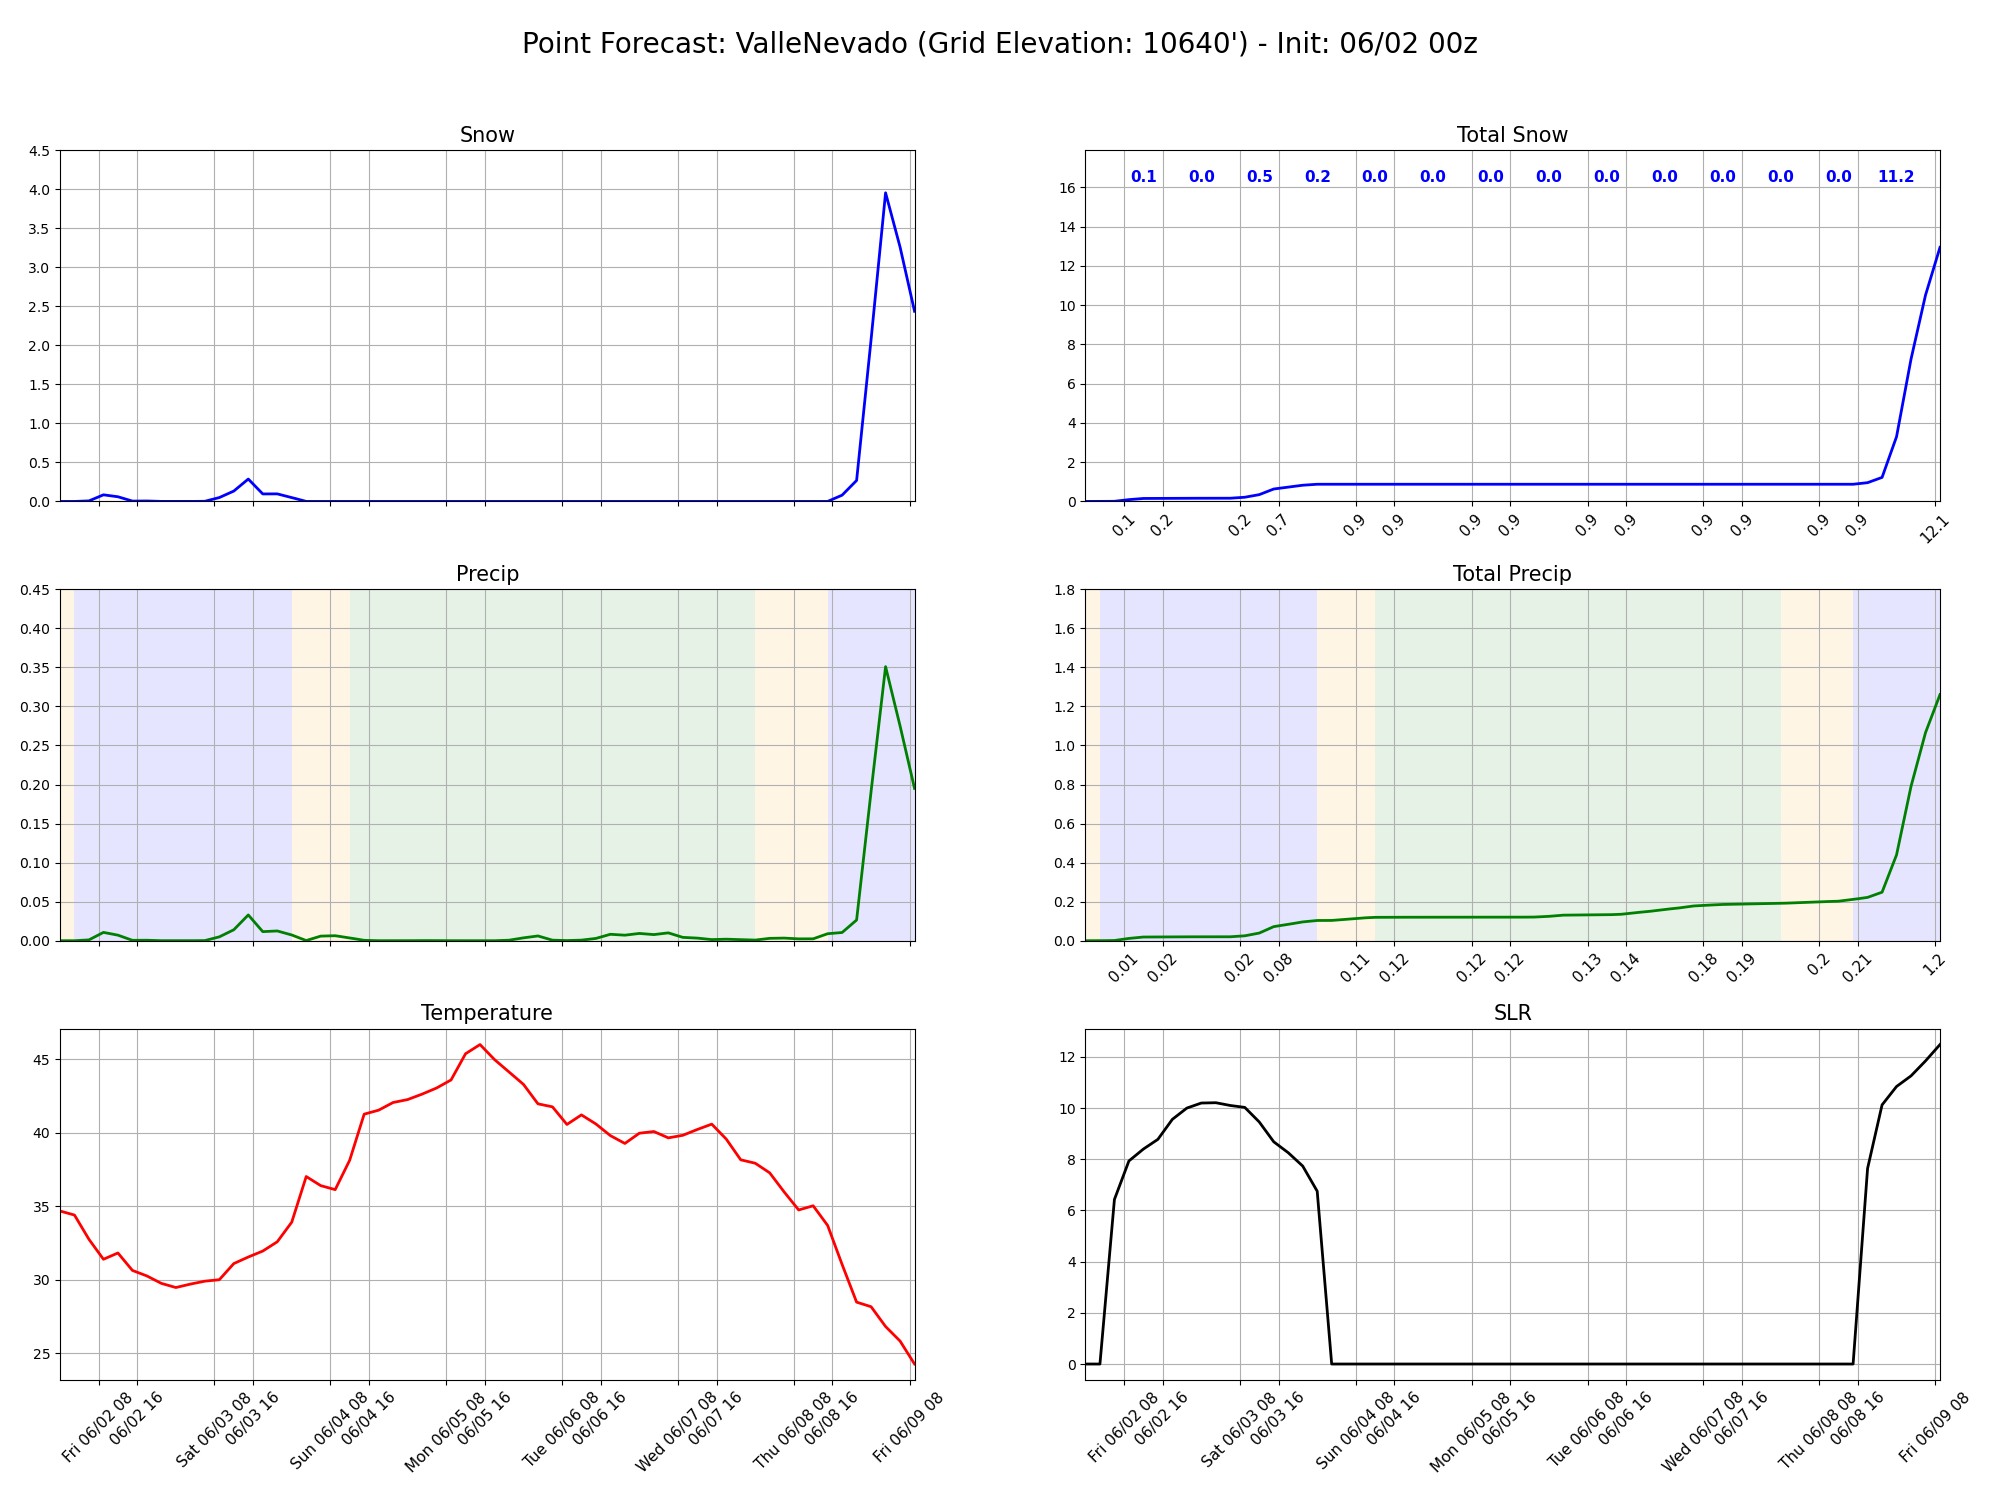 Point Forecast: ValleNevado (Grid Elevation: 10640') - Init: 06/02 00z
Snow
4.5
4.0
3.5
3.0
2.5
2.0
1.5
1.0
0.5
0.0
Total Snow
0.1 0.0 0.5 0.2 0.0 0.0 0.0 0.0 0.0 0.0 0.0 0.0 0.0 11.2
16
14
12
10
8
6
4
2
0
0.1 0.2 0.2 0.7 0.9 0.9 0.9 0.9 0.9 0.9 0.9 0.9 0.9 0.9 12.1
Precip
0.45
0.40
0.35
0.30
0.25
0.20
0.15
0.10
0.05
0.00
Total Precip
1.8
1.6
1.4
1.2
1.0
0.8
0.6
0.4
0.2
0.0
0.01 0.02 0.02 0.08 0.11 0.12 0.12 0.12 0.13 0.14 0.18 0.19 0.2 0.21 1.2
Temperature
45
40
35
30
25
Fri 06/02 08
06/02 16
Sat 06/03 08
06/03 16
Sun 06/04 08
06/04 16
Mon 06/05 08
06/05 16
Tue 06/06 08
06/06 16
Wed 06/07 08
06/07 16
Thu 06/08 08
06/08 16
Fri 06/09 08
SLR
12
10
8
6
4
2
0
Fri 06/02 08
06/02 16
Sat 06/03 08
06/03 16
Sun 06/04 08
06/04 16
Mon 06/05 08
06/05 16
Tue 06/06 08
06/06 16
Wed 06/07 08
06/07 16
Thu 06/08 08
06/08 16
Fri 06/09 08